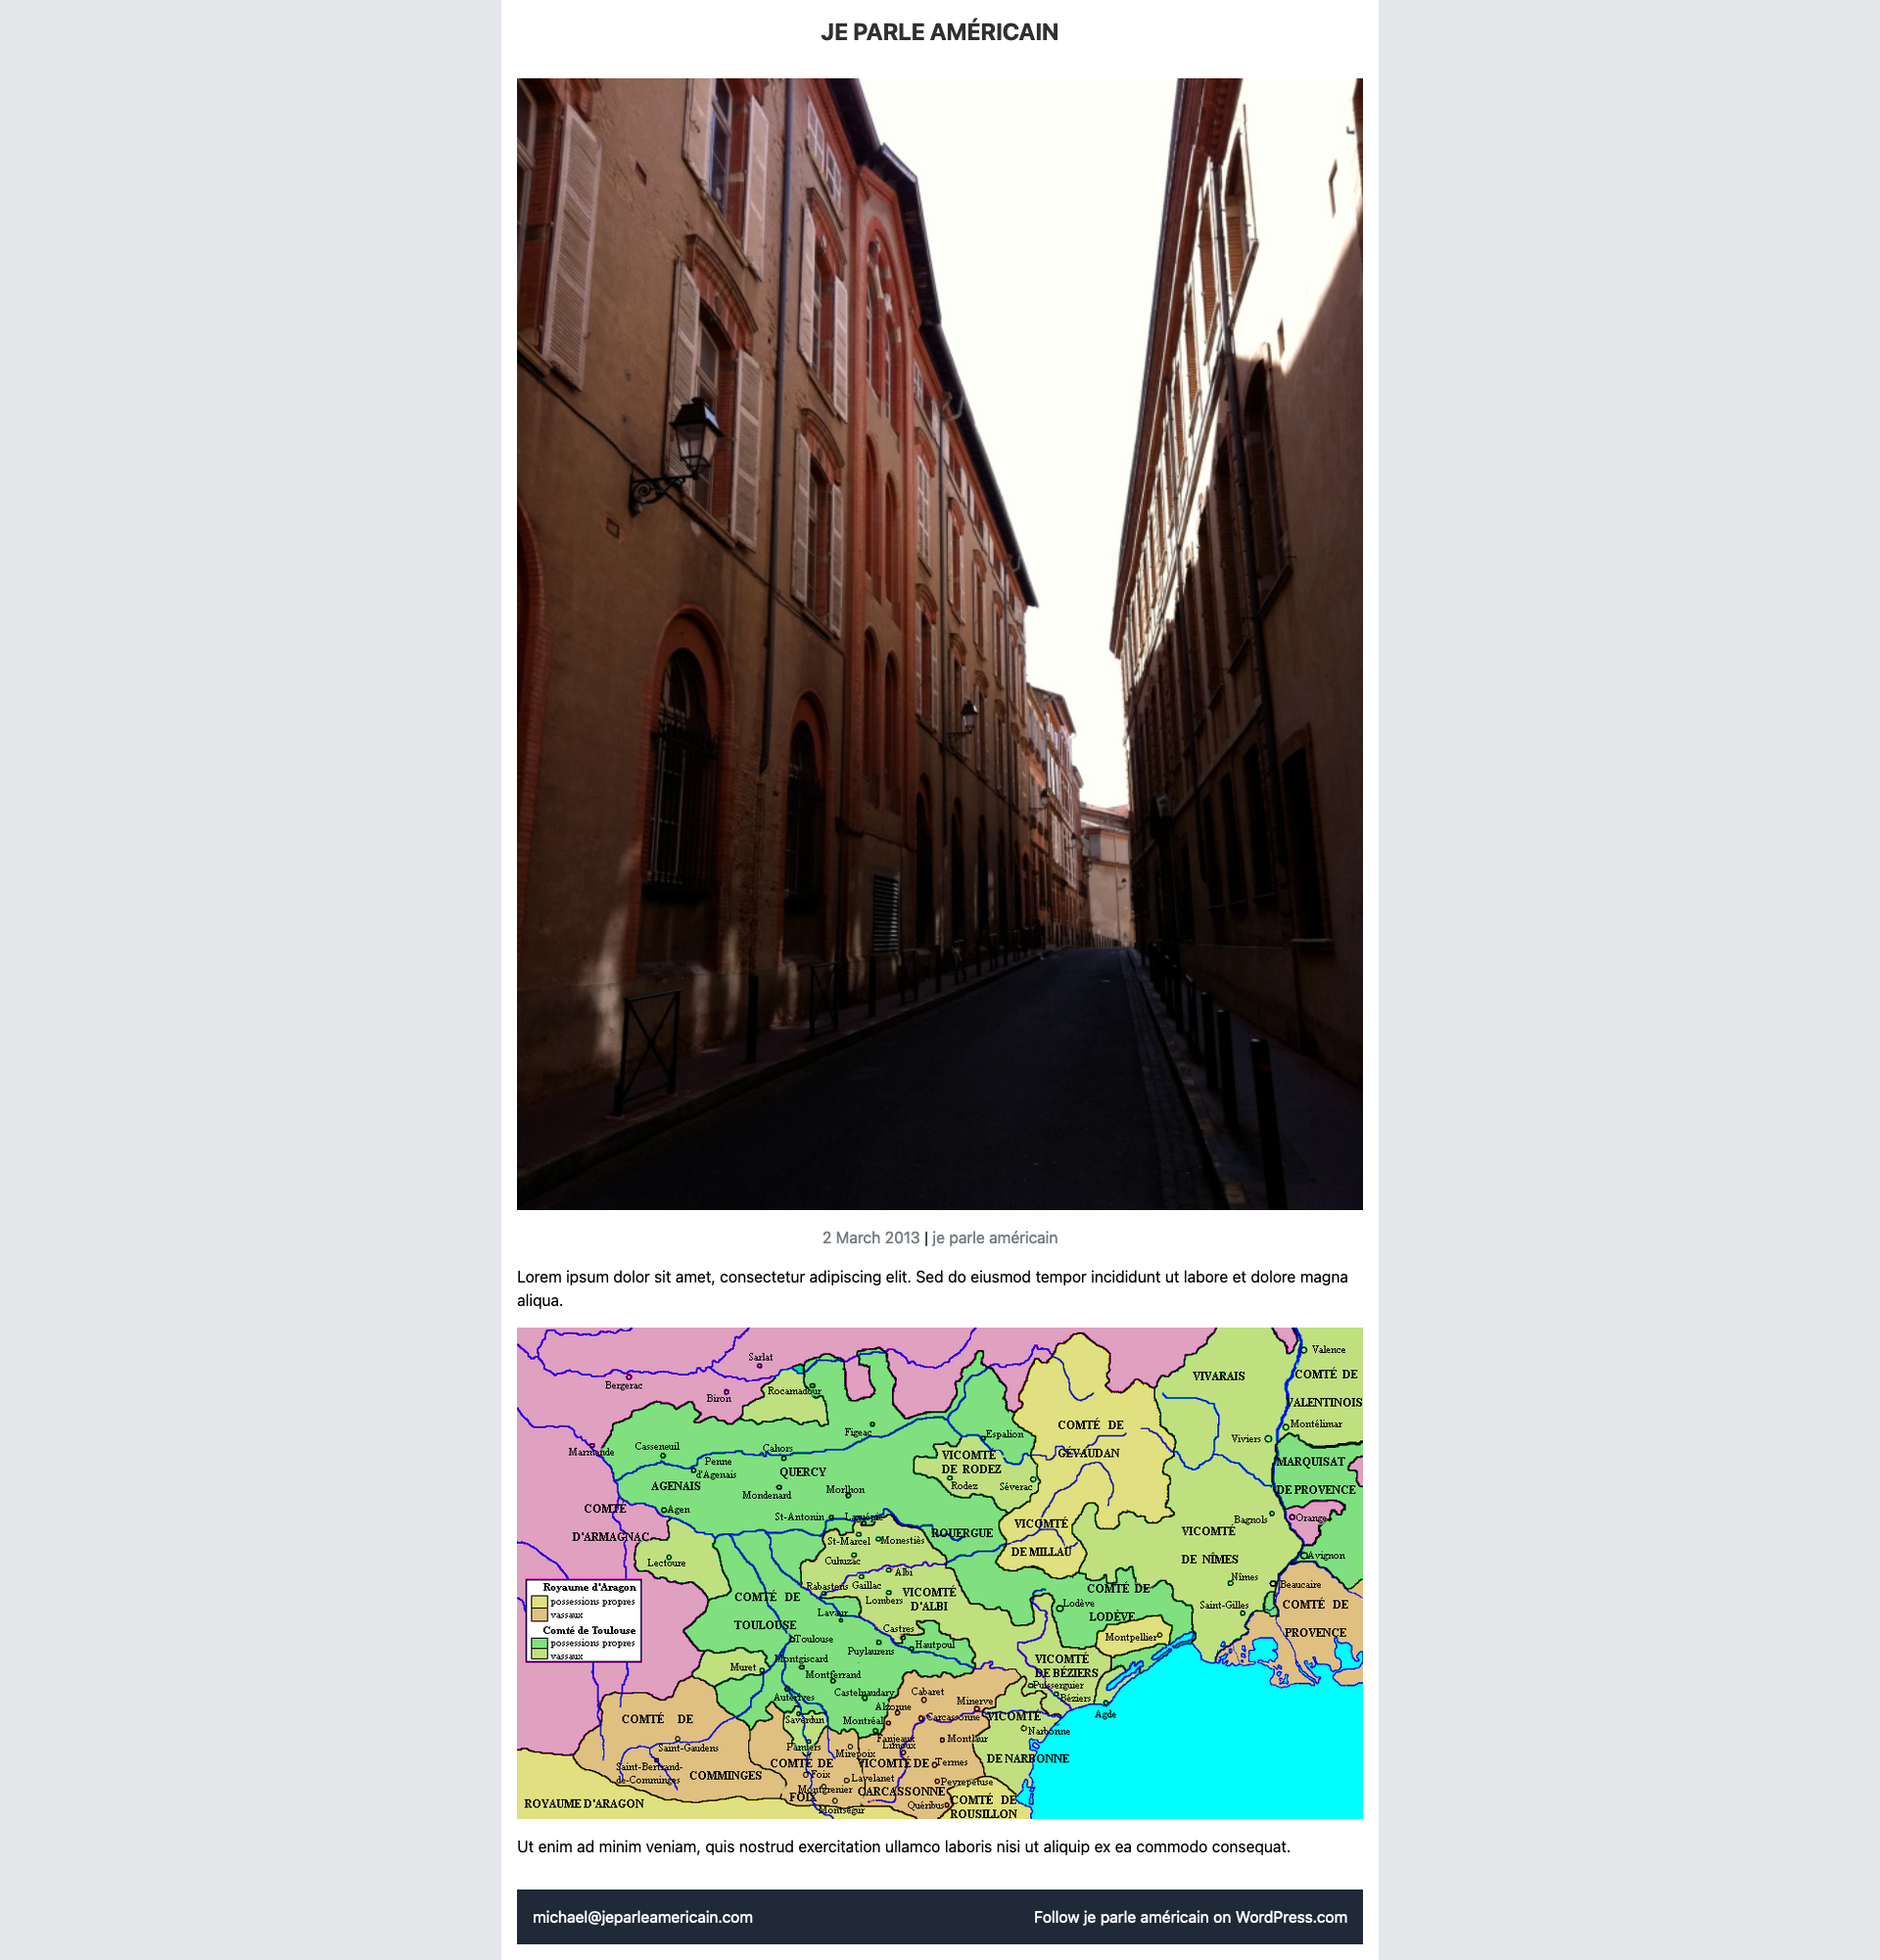 JE PARLE AMÉRICAIN
2 March 2013 | je parle américain
Lorem ipsum dolor sit amet, consectetur adipiscing elit. Sed do eiusmod tempor incididunt ut labore et dolore magna
aliqua.
Sarlat
Bergerac
Biron
Rocamadour
Valence
VIVARAIS
COMTÉ DE
VALENTINOIS
Montélimar
Viviers
COMTÉ DE
GÉVAUDAN
Figeac
Espalion
Marmande
Casseneuil
Cahors
Penne
d'Agenais
QUERCY
AGENAIS
VICOMTÉ
DE RODEZ
Rodez
Séverac
MARQUISAT
DE PROVENCE
Mondenard
Morlhon
COMTÉ
D'ARMAGNAC
Agen
St-Antonin
ROUERGUE
VICOMTÉ
DE MILLAU
VICOMTÉ
DE NÎMES
Bagnols
Orange
Avignon
Lectoure
St-Marcel
Monestiès
Cahuzac
Albi
Rabastens
Gaillac
Lombers
VICOMTÉ
D'ALBI
Nîmes
Beaucaire
Saint-Gilles
COMTÉ DE
PROVENCE
COMTÉ DE
LODÈVE
Lodève
Montpellier
Royaume d'Aragon
possessions propres
vassaux
Comté de Toulouse
possessions propres
vassaux
COMTÉ DE
TOULOUSE
Toulouse
Lavaur
Castres
Puylaurens
Hautpoul
Muret
Montgiscard
Montferrand
VICOMTÉ
DE BÉZIERS
Puisserguier
Béziers
Agde
Auterives
Castelnaudary
Cabaret
Minerve
Alzonne
Saverdun
Montréal
Carcassonne
VICOMTÉ
DE NARBONNE
Narbonne
COMTÉ DE
COMMINGES
Saint-Gaudens
Saint-Bertrand-
de-Comminges
Pamiers
Mirepoix
Fanjeaux
Limoux
Montlaur
COMTÉ DE
FOIX
Foix
Lavelanet
Montgrenier
Montségur
VICOMTÉ DE
CARCASSONNE
Termes
Peyrepetuse
Quéribus
ROYAUME D'ARAGON
COMTÉ DE
ROUSILLON
Ut enim ad minim veniam, quis nostrud exercitation ullamco laboris nisi ut aliquip ex ea commodo consequat.
michael@jeparleamericain.com
Follow je parle américain on WordPress.com